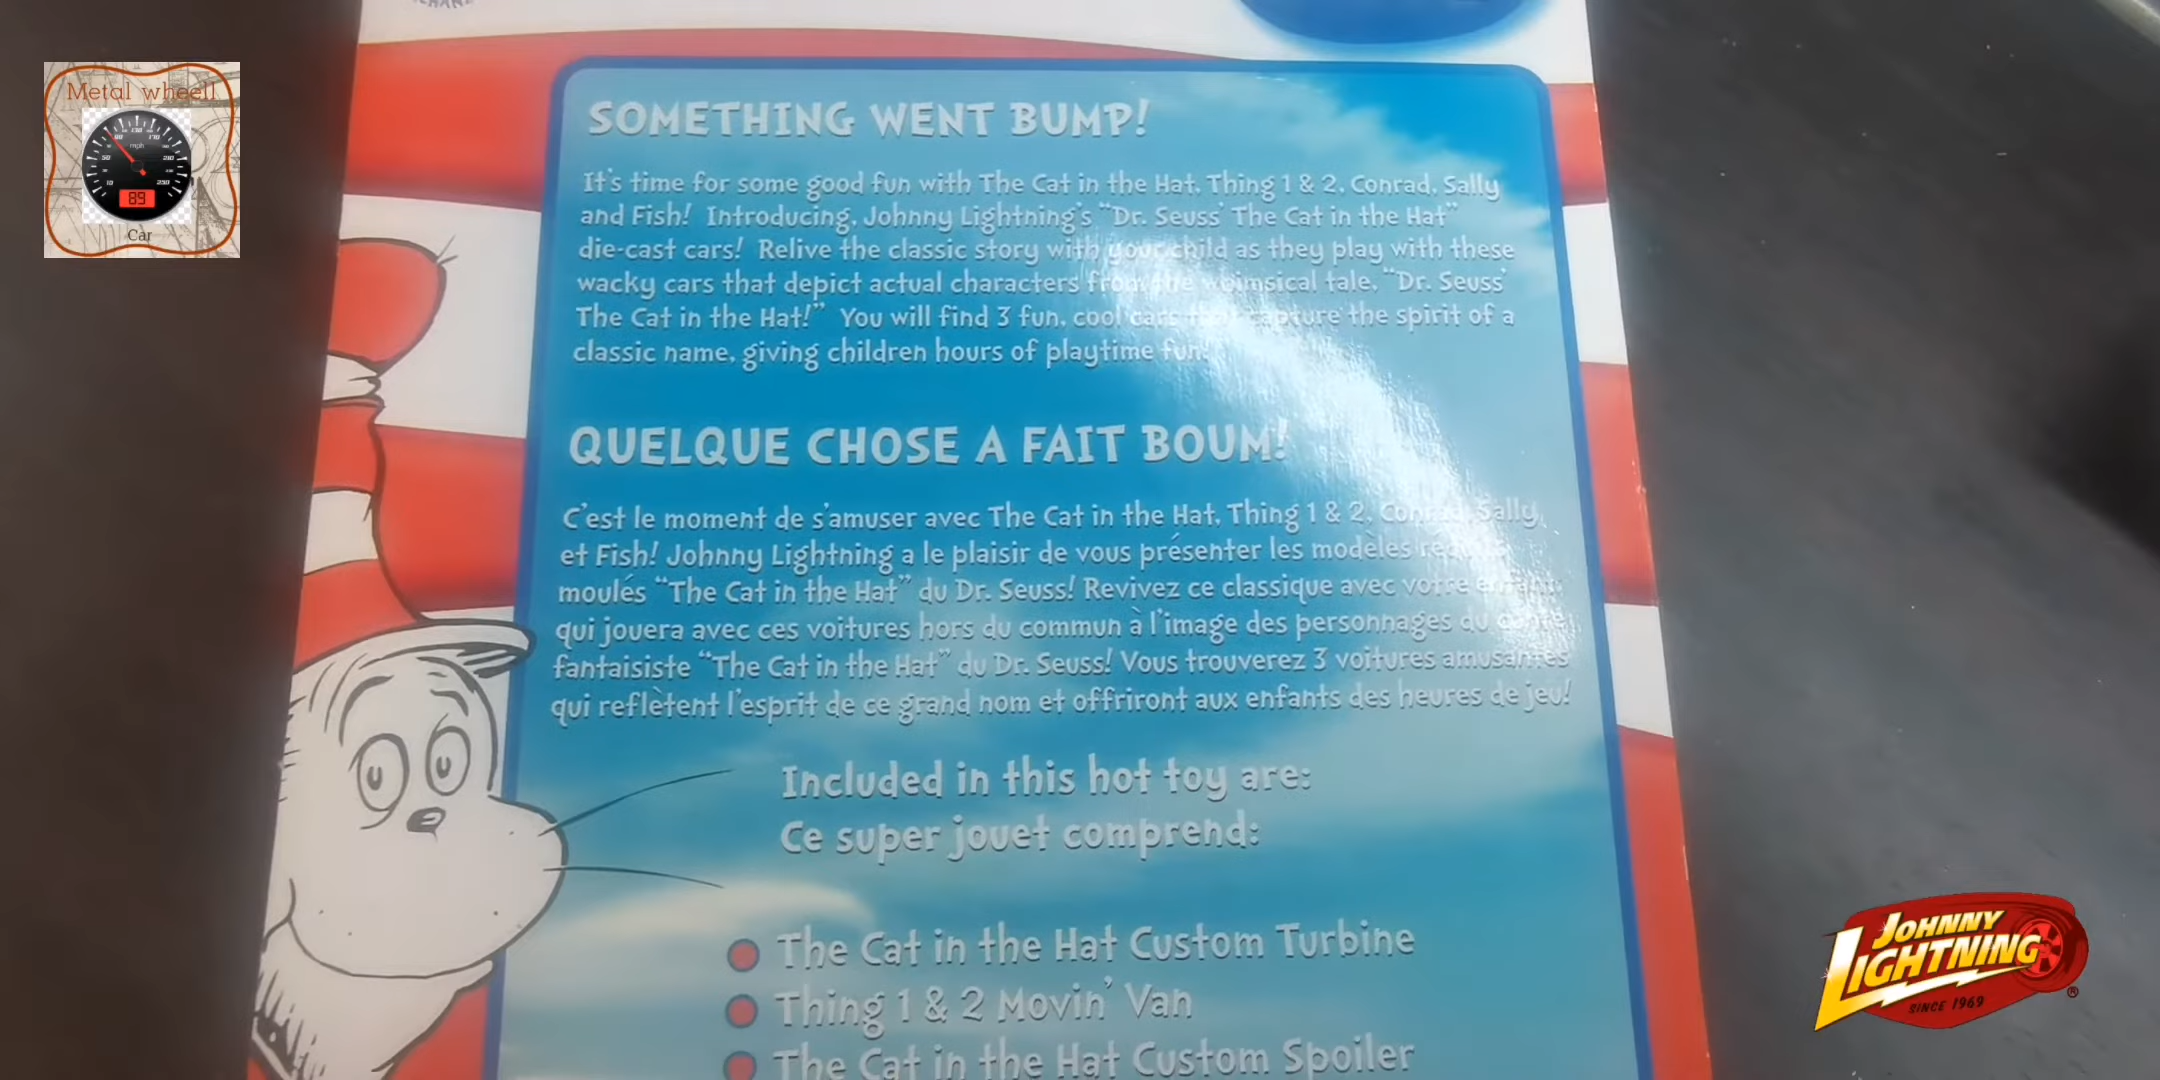 Metal wheell
Car
SOMETHING WENT BUMP!
It's time for some good fun with The Cat in the Hat, Thing 1 & 2, Conrad, Sally
and Fish! Introducing, Johnny Lightning's "Dr. Seuss' The Cat in the Hat"
die-cast cars! Relive the classic story with your child as they play with these
wacky cars that depict actual characters from the whimsical tale, "Dr. Seuss'
The Cat in the Hat!" You will find 3 fun, cool cars that capture the spirit of a
classic name, giving children hours of playtime fun!
QUELQUE CHOSE A FAIT BOUM!
C'est le moment de s'amuser avec The Cat in the Hat, Thing 1 & 2, Conrad, Sally,
et Fish! Johnny Lightning a le plaisir de vous présenter les modèles
moulés "The Cat in the Hat" du Dr. Seuss! Revivez ce classique avec votre enfant
qui jouera avec ces voitures hors du commun à l'image des personnages du conte
fantaisiste "The Cat in the Hat" du Dr. Seuss! Vous trouverez 3 voitures amusantes
qui reflètent l'esprit de ce grand nom et offriront aux enfants des heures de jeu!
Included in this hot toy are:
Ce super jouet comprend:
The Cat in the Hat Custom Turbine
Thing 1 & 2 Movin' Van
The Cat in the Hat Custom Spoiler
JOHNNY
LIGHTNING
®
SINCE 1969
mph
89